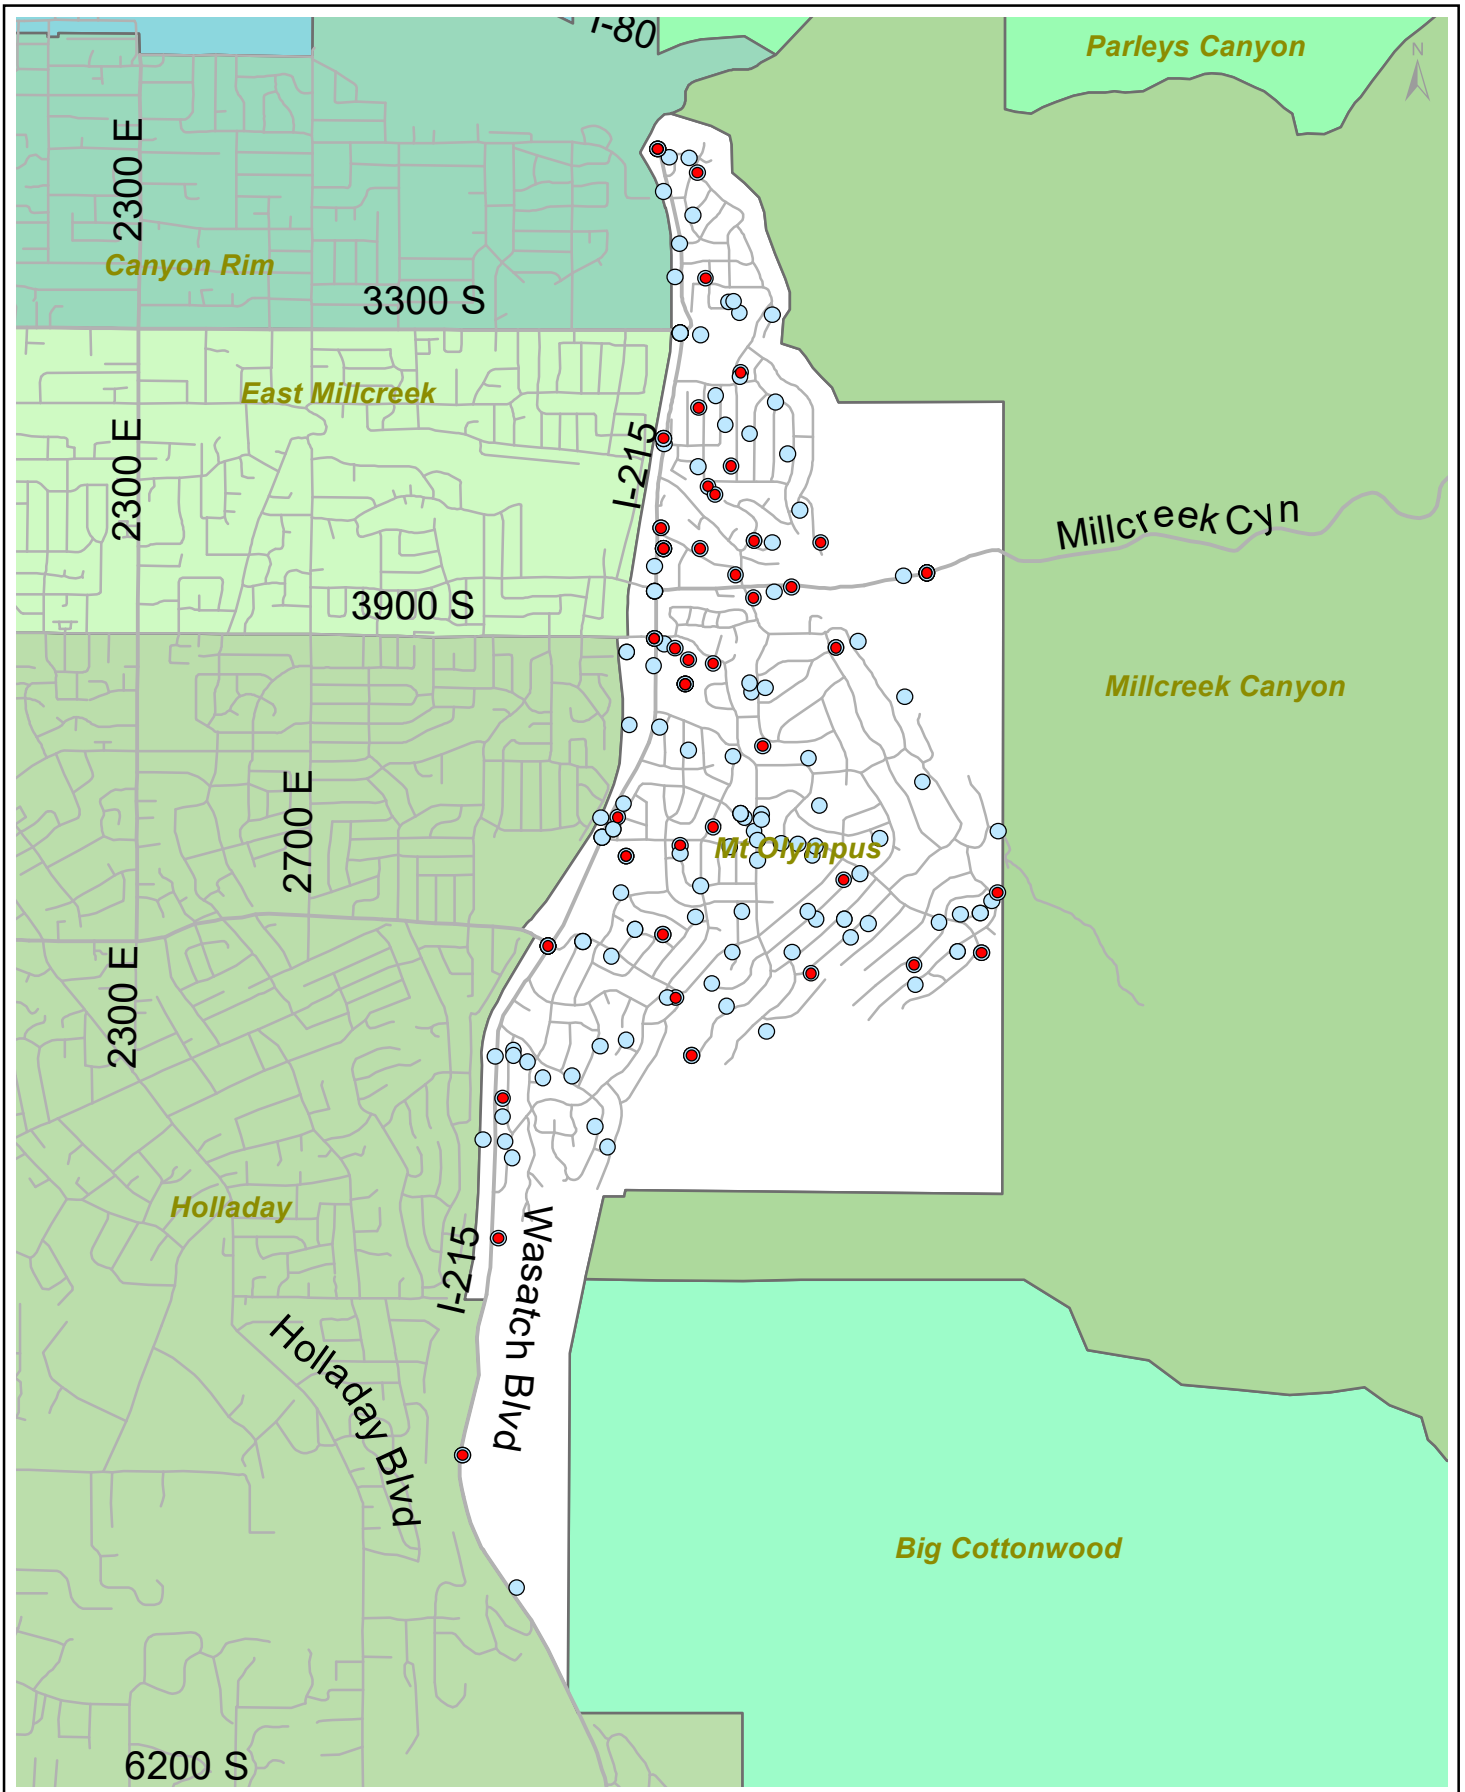 I-80
Parleys Canyon
N
2300 E
Canyon Rim
3300 S
East Millcreek
2300 E
I-215
Millcreek Cyn
3900 S
Millcreek Canyon
2700 E
Mt Olympus
2300 E
Holladay
I-215
Wasatch Blvd
Holladay Blvd
Big Cottonwood
6200 S